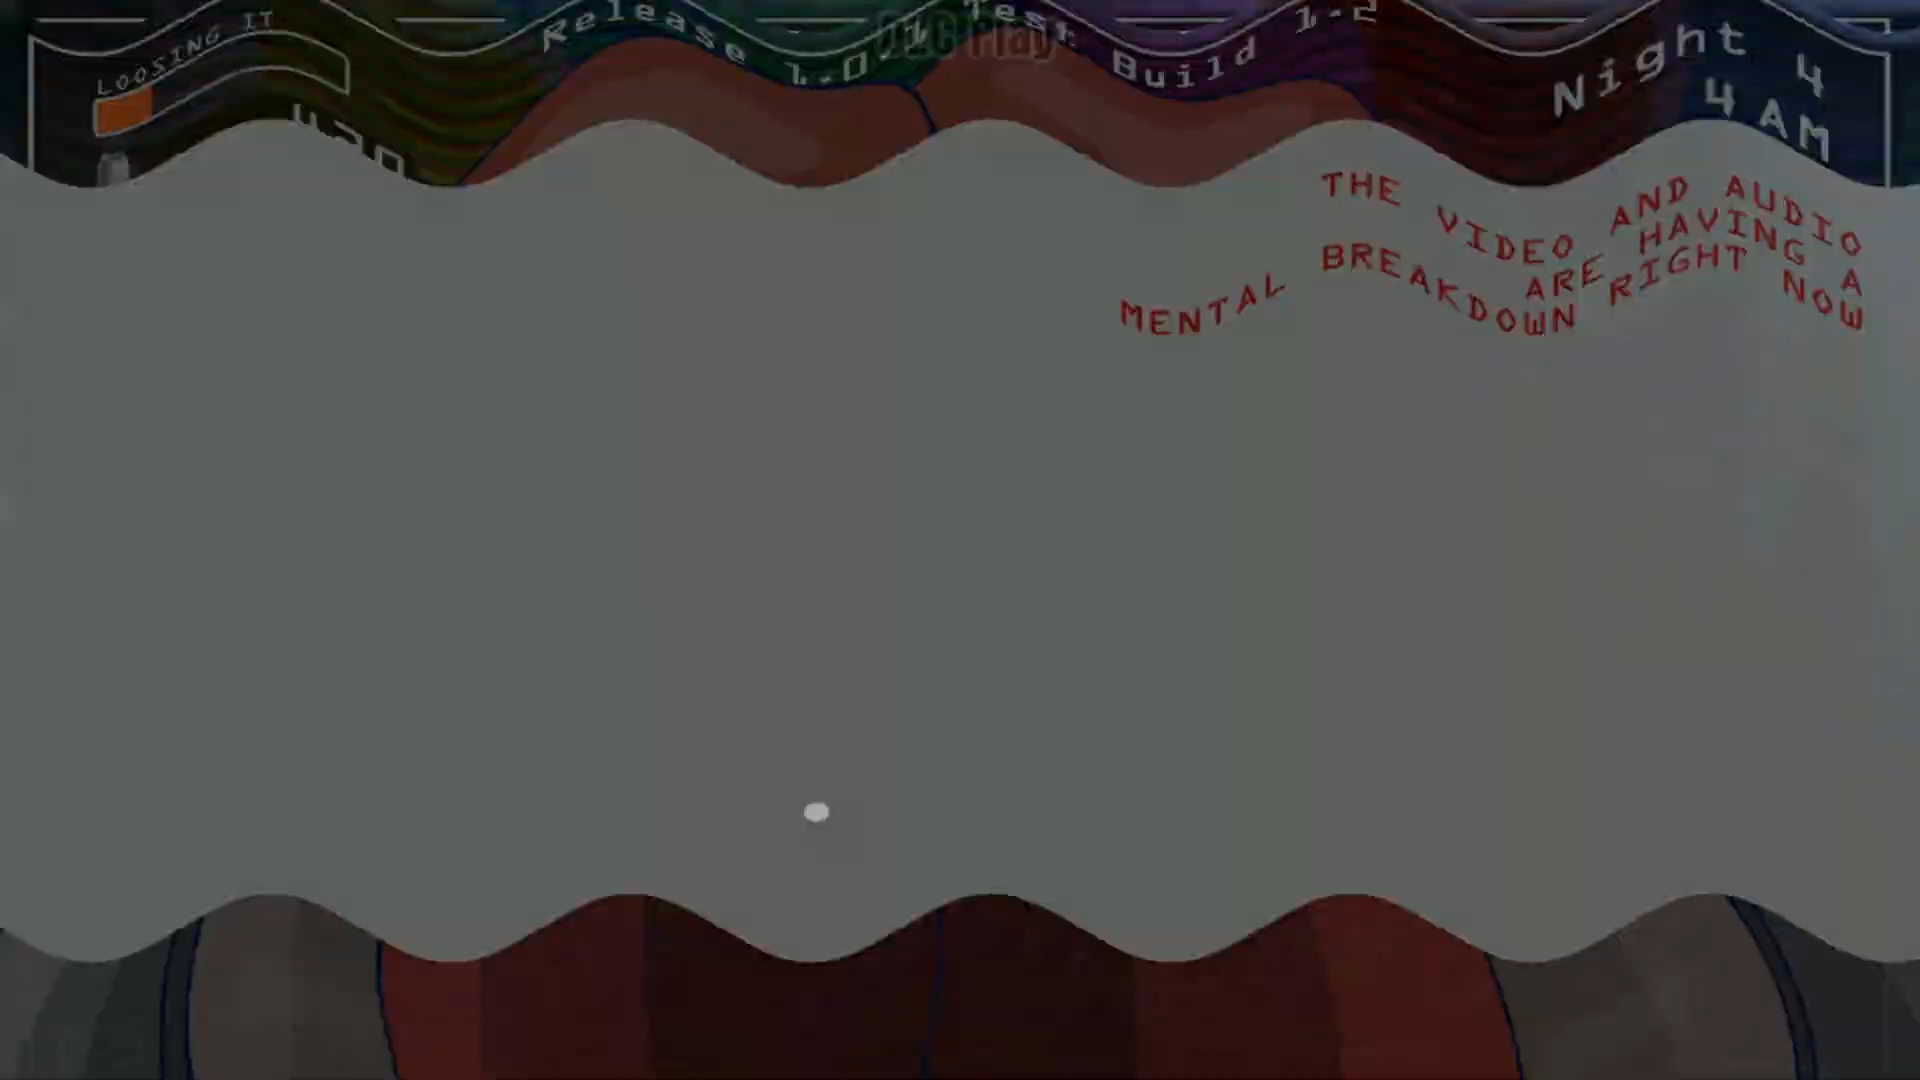 LOOSING IT
Release 1.0.1 Test Build 1.2
Night 4
4 AM
THE VIDEO AND AUDIO
ARE HAVING A
MENTAL BREAKDOWN RIGHT NOW